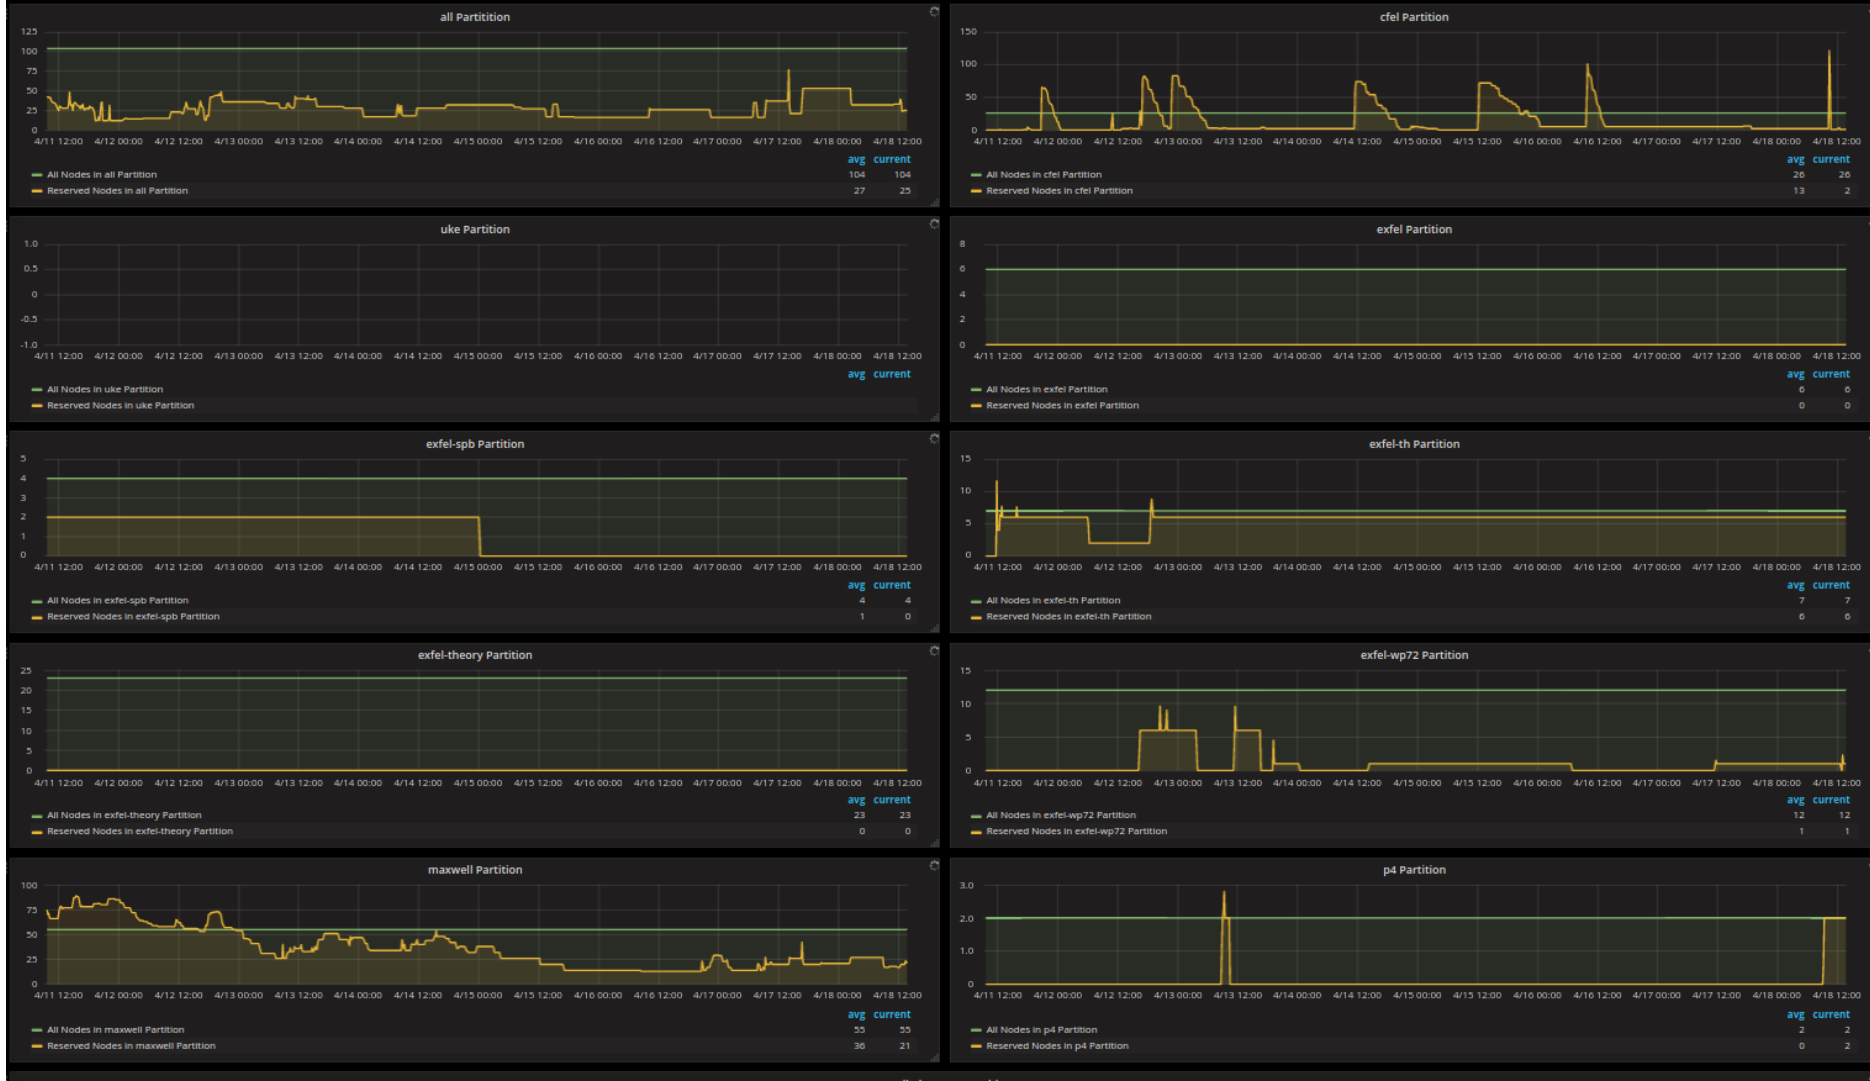 all Partitition
125
100
75
50
25
0
4/11 12:00 4/12 00:00 4/12 12:00 4/13 00:00 4/13 12:00 4/14 00:00 4/14 12:00 4/15 00:00 4/15 12:00 4/16 00:00 4/16 12:00 4/17 00:00 4/17 12:00 4/18 00:00 4/18 12:00
avg current
All Nodes in all Partition 104 104
Reserved Nodes in all Partition 27 25
cfel Partition
150
100
50
0
4/11 12:00 4/12 00:00 4/12 12:00 4/13 00:00 4/13 12:00 4/14 00:00 4/14 12:00 4/15 00:00 4/15 12:00 4/16 00:00 4/16 12:00 4/17 00:00 4/17 12:00 4/18 00:00 4/18 12:00
avg current
All Nodes in cfel Partition 26 26
Reserved Nodes in cfel Partition 13 2
uke Partition
1.0
0.5
0
-0.5
-1.0
4/11 12:00 4/12 00:00 4/12 12:00 4/13 00:00 4/13 12:00 4/14 00:00 4/14 12:00 4/15 00:00 4/15 12:00 4/16 00:00 4/16 12:00 4/17 00:00 4/17 12:00 4/18 00:00 4/18 12:00
avg current
All Nodes in uke Partition
Reserved Nodes in uke Partition
exfel Partition
8
6
4
2
0
4/11 12:00 4/12 00:00 4/12 12:00 4/13 00:00 4/13 12:00 4/14 00:00 4/14 12:00 4/15 00:00 4/15 12:00 4/16 00:00 4/16 12:00 4/17 00:00 4/17 12:00 4/18 00:00 4/18 12:00
avg current
All Nodes in exfel Partition 6 6
Reserved Nodes in exfel Partition 0 0
exfel-spb Partition
5
4
3
2
1
0
4/11 12:00 4/12 00:00 4/12 12:00 4/13 00:00 4/13 12:00 4/14 00:00 4/14 12:00 4/15 00:00 4/15 12:00 4/16 00:00 4/16 12:00 4/17 00:00 4/17 12:00 4/18 00:00 4/18 12:00
avg current
All Nodes in exfel-spb Partition 4 4
Reserved Nodes in exfel-spb Partition 1 0
exfel-th Partition
15
10
5
0
4/11 12:00 4/12 00:00 4/12 12:00 4/13 00:00 4/13 12:00 4/14 00:00 4/14 12:00 4/15 00:00 4/15 12:00 4/16 00:00 4/16 12:00 4/17 00:00 4/17 12:00 4/18 00:00 4/18 12:00
avg current
All Nodes in exfel-th Partition 7 7
Reserved Nodes in exfel-th Partition 6 6
exfel-theory Partition
25
20
15
10
5
0
4/11 12:00 4/12 00:00 4/12 12:00 4/13 00:00 4/13 12:00 4/14 00:00 4/14 12:00 4/15 00:00 4/15 12:00 4/16 00:00 4/16 12:00 4/17 00:00 4/17 12:00 4/18 00:00 4/18 12:00
avg current
All Nodes in exfel-theory Partition 23 23
Reserved Nodes in exfel-theory Partition 0 0
exfel-wp72 Partition
15
10
5
0
4/11 12:00 4/12 00:00 4/12 12:00 4/13 00:00 4/13 12:00 4/14 00:00 4/14 12:00 4/15 00:00 4/15 12:00 4/16 00:00 4/16 12:00 4/17 00:00 4/17 12:00 4/18 00:00 4/18 12:00
avg current
All Nodes in exfel-wp72 Partition 12 12
Reserved Nodes in exfel-wp72 Partition 1 1
maxwell Partition
100
75
50
25
0
4/11 12:00 4/12 00:00 4/12 12:00 4/13 00:00 4/13 12:00 4/14 00:00 4/14 12:00 4/15 00:00 4/15 12:00 4/16 00:00 4/16 12:00 4/17 00:00 4/17 12:00 4/18 00:00 4/18 12:00
avg current
All Nodes in maxwell Partition 55 55
Reserved Nodes in maxwell Partition 36 21
p4 Partition
3.0
2.0
1.0
0
4/11 12:00 4/12 00:00 4/12 12:00 4/13 00:00 4/13 12:00 4/14 00:00 4/14 12:00 4/15 00:00 4/15 12:00 4/16 00:00 4/16 12:00 4/17 00:00 4/17 12:00 4/18 00:00 4/18 12:00
avg current
All Nodes in p4 Partition 2 2
Reserved Nodes in p4 Partition 0 2